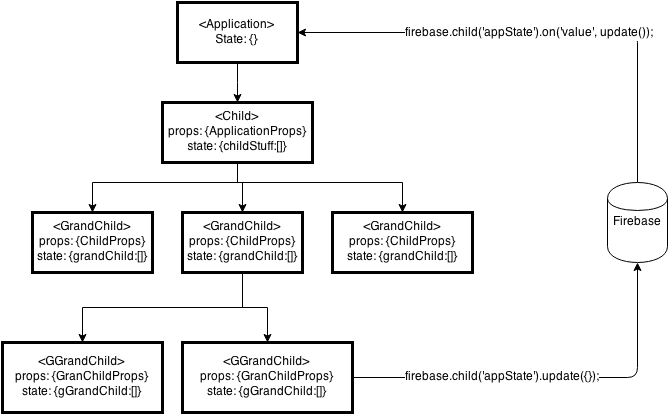 <Application>
State: {}
firebase.child('appState').on('value', update());
<Child>
props: {ApplicationProps}
state: {childStuff:[]}
<GrandChild>
props: {ChildProps}
state: {grandChild:[]}
<GrandChild>
props: {ChildProps}
state: {grandChild:[]}
<GrandChild>
props: {ChildProps}
state: {grandChild:[]}
Firebase
<GGrandChild>
props: {GranChildProps}
state: {gGrandChild:[]}
<GGrandChild>
props: {GranChildProps}
state: {gGrandChild:[]}
firebase.child('appState').update({});